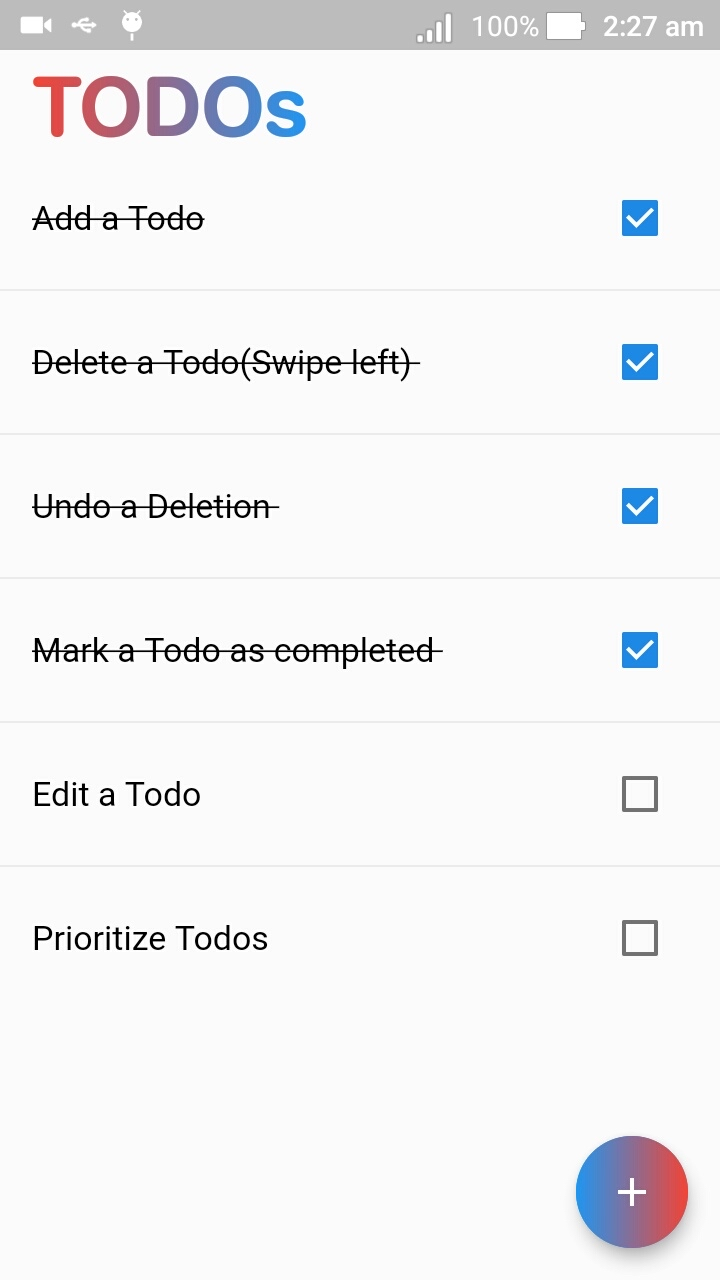 100% 2:27 am
TODOs
Add a Todo
Delete a Todo(Swipe left)
Undo a Deletion
Mark a Todo as completed
Edit a Todo
Prioritize Todos
+